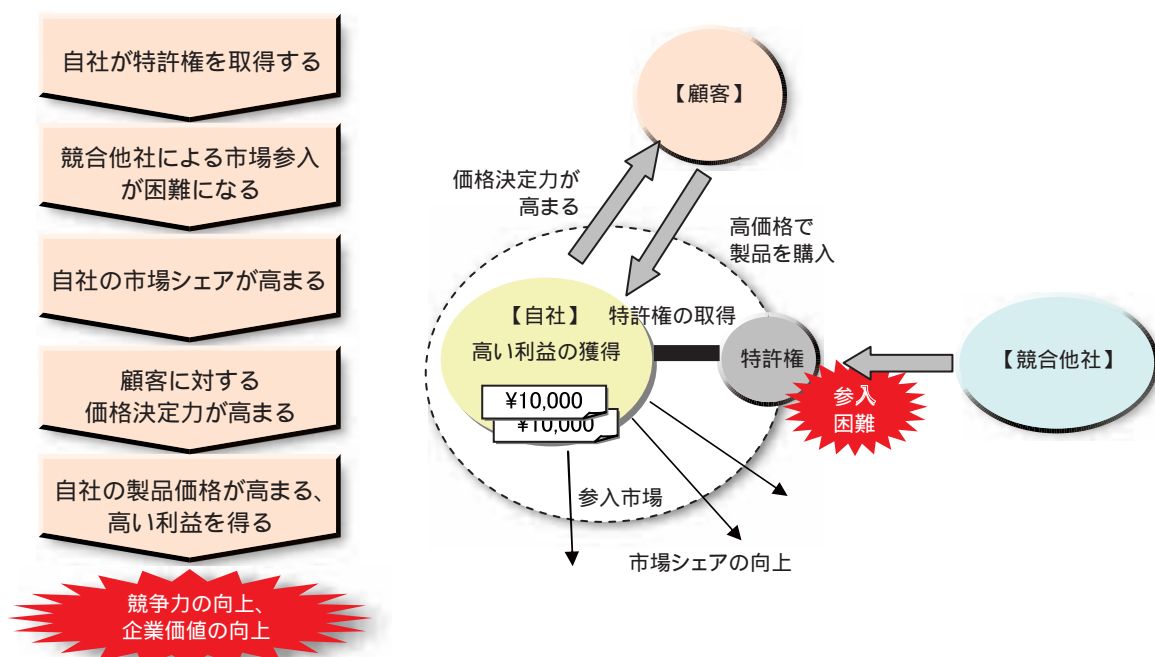 自社が特許権を取得する
競合他社による市場参入
が困難になる
自社の市場シェアが高まる
顧客に対する
価格決定力が高まる
自社の製品価格が高まる、
高い利益を得る
競争力の向上、
企業価値の向上
【顧客】
価格決定力が
高まる
高価格で
製品を購入
【自社】
特許権の取得
高い利益の獲得
特許権
【競合他社】
参入
困難
¥10,000
¥10,000
参入市場
市場シェアの向上